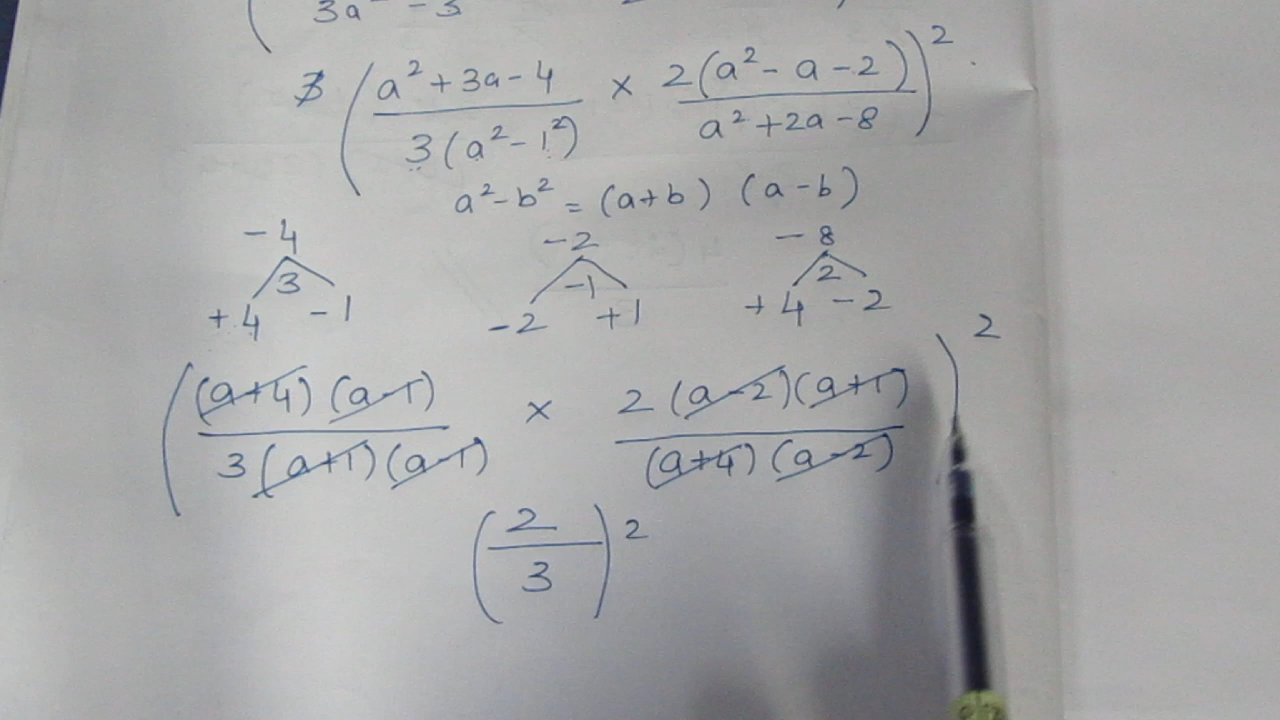 3a - 3
( (a² + 3a - 4) / (3(a² - 1²)) × (2(a² - a - 2)) / (a² + 2a - 8) )² .
a² - b² = (a+b) (a-b)
-4 -2 -8
3 -1 2
+4 -1 -2 +1 +4 -2
( ((a+4) (a-1)) / (3(a+1)(a-1)) × (2(a-2)(a+1)) / ((a+4)(a-2)) )²
( 2 / 3 )²